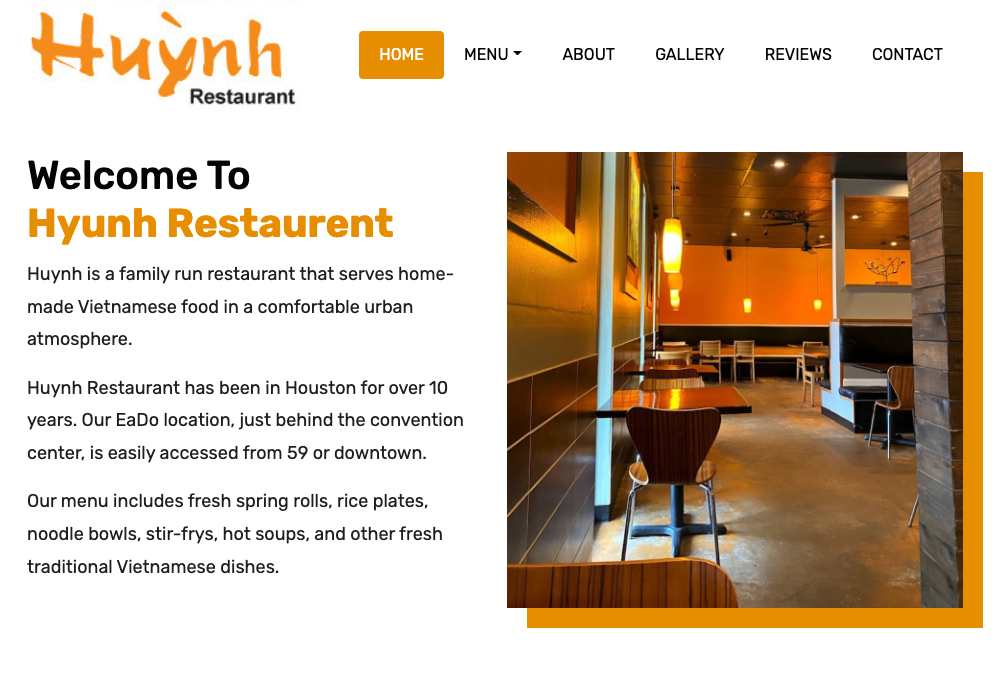 Huỳnh
Restaurant
HOME MENU ABOUT GALLERY REVIEWS CONTACT
Welcome To
Hyunh Restaurent
Huynh is a family run restaurant that serves home-
made Vietnamese food in a comfortable urban
atmosphere.
Huynh Restaurant has been in Houston for over 10
years. Our EaDo location, just behind the convention
center, is easily accessed from 59 or downtown.
Our menu includes fresh spring rolls, rice plates,
noodle bowls, stir-frys, hot soups, and other fresh
traditional Vietnamese dishes.